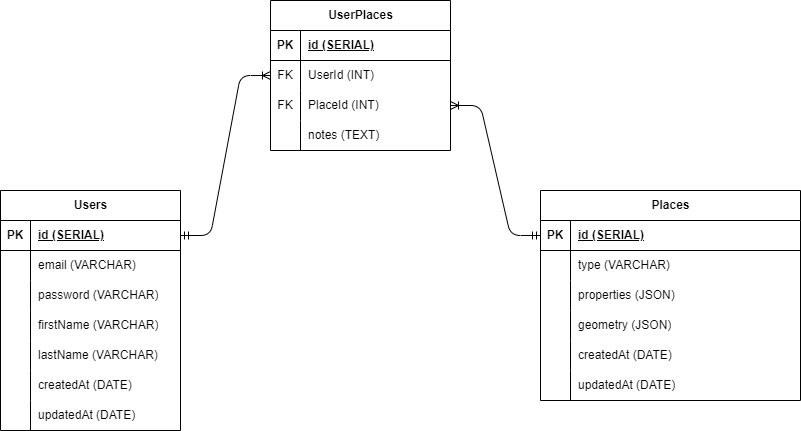 UserPlaces
PK id (SERIAL)
FK UserId (INT)
FK PlaceId (INT)
notes (TEXT)
Users
PK id (SERIAL)
email (VARCHAR)
password (VARCHAR)
firstName (VARCHAR)
lastName (VARCHAR)
createdAt (DATE)
updatedAt (DATE)
Places
PK id (SERIAL)
type (VARCHAR)
properties (JSON)
geometry (JSON)
createdAt (DATE)
updatedAt (DATE)